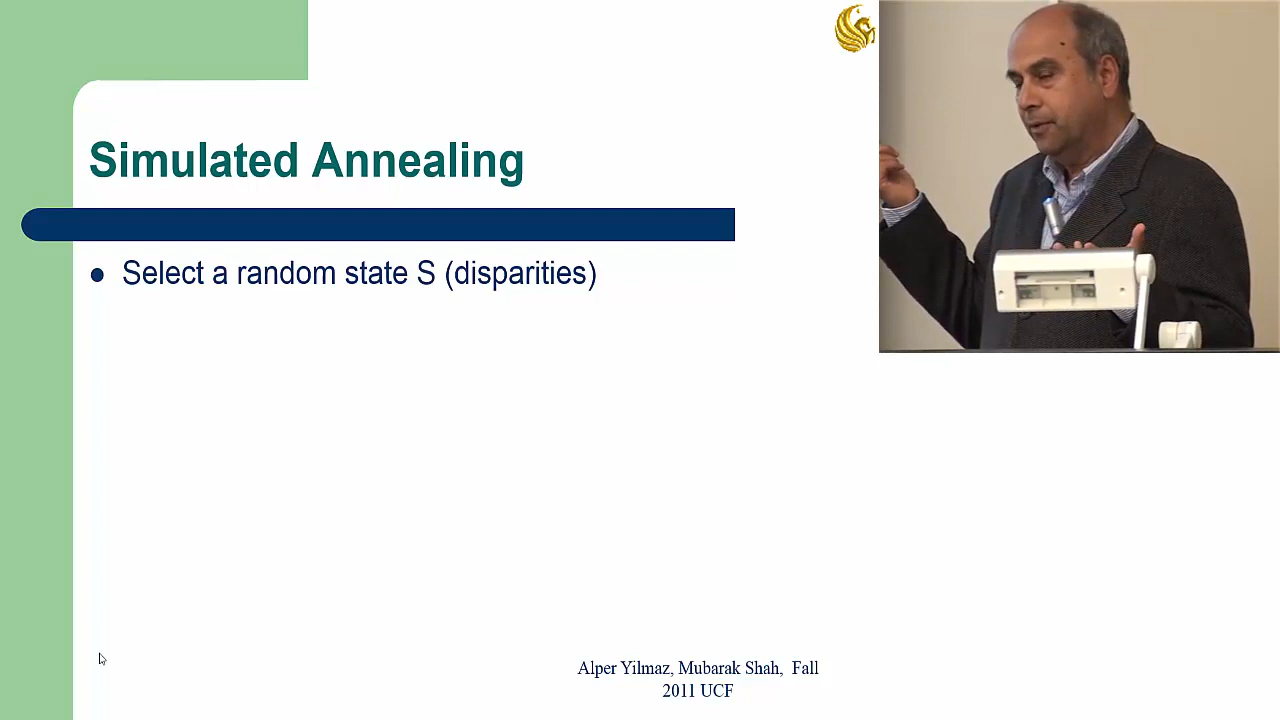 Simulated Annealing
Select a random state S (disparities)
Alper Yilmaz, Mubarak Shah, Fall
2011 UCF